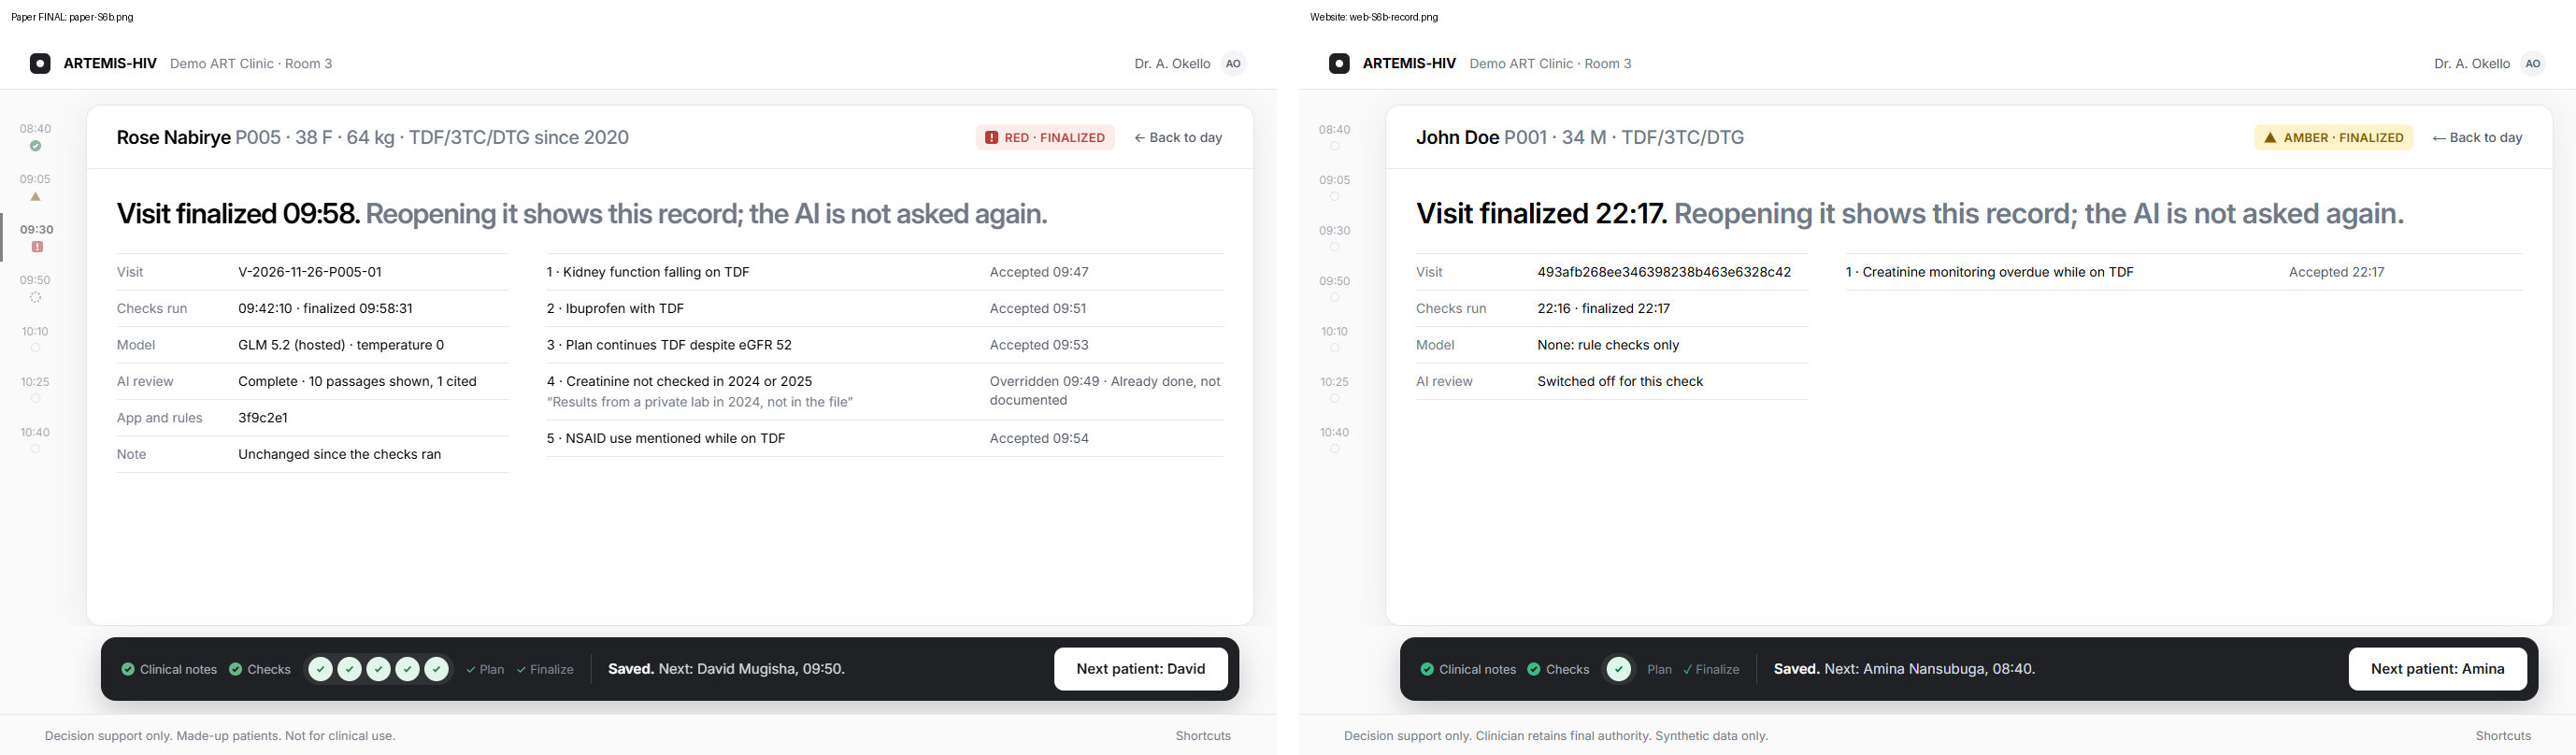 Paper FINAL: paper-S6b.png
ARTEMIS-HIV Demo ART Clinic · Room 3
Dr. A. Okello AO
08:40
09:05
09:30
09:50
10:10
10:25
10:40
Rose Nabirye P005 · 38 F · 64 kg · TDF/3TC/DTG since 2020
RED · FINALIZED
← Back to day
Visit finalized 09:58. Reopening it shows this record; the AI is not asked again.
Visit V-2026-11-26-P005-01
Checks run 09:42:10 · finalized 09:58:31
Model GLM 5.2 (hosted) · temperature 0
AI review Complete · 10 passages shown, 1 cited
App and rules 3f9c2e1
Note Unchanged since the checks ran
1 · Kidney function falling on TDF Accepted 09:47
2 · Ibuprofen with TDF Accepted 09:51
3 · Plan continues TDF despite eGFR 52 Accepted 09:53
4 · Creatinine not checked in 2024 or 2025
“Results from a private lab in 2024, not in the file”
Overridden 09:49 · Already done, not
documented
5 · NSAID use mentioned while on TDF Accepted 09:54
Clinical notes Checks Plan Finalize Saved. Next: David Mugisha, 09:50.
Next patient: David
Decision support only. Made-up patients. Not for clinical use.
Shortcuts
Website: web-S6b-record.png
ARTEMIS-HIV Demo ART Clinic · Room 3
Dr. A. Okello AO
08:40
09:05
09:30
09:50
10:10
10:25
10:40
John Doe P001 · 34 M · TDF/3TC/DTG
AMBER · FINALIZED
← Back to day
Visit finalized 22:17. Reopening it shows this record; the AI is not asked again.
Visit 493afb268ee346398238b463e6328c42
Checks run 22:16 · finalized 22:17
Model None: rule checks only
AI review Switched off for this check
1 · Creatinine monitoring overdue while on TDF Accepted 22:17
Clinical notes Checks Plan Finalize Saved. Next: Amina Nansubuga, 08:40.
Next patient: Amina
Decision support only. Clinician retains final authority. Synthetic data only.
Shortcuts